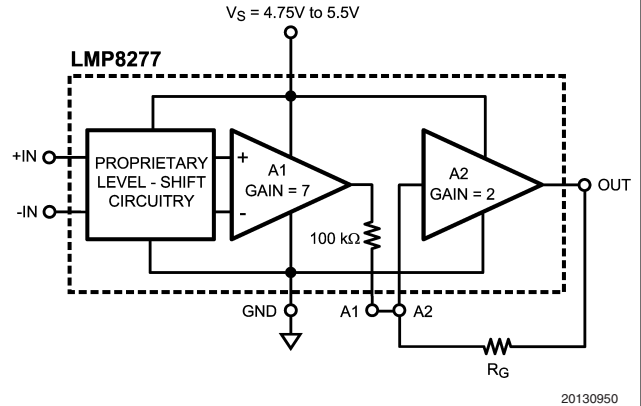 V_S = 4.75V to 5.5V
LMP8277
+IN
-IN
PROPRIETARY
LEVEL - SHIFT
CIRCUITRY
+
-
A1
GAIN = 7
100 kΩ
A2
GAIN = 2
OUT
GND
A1
A2
R_G
20130950